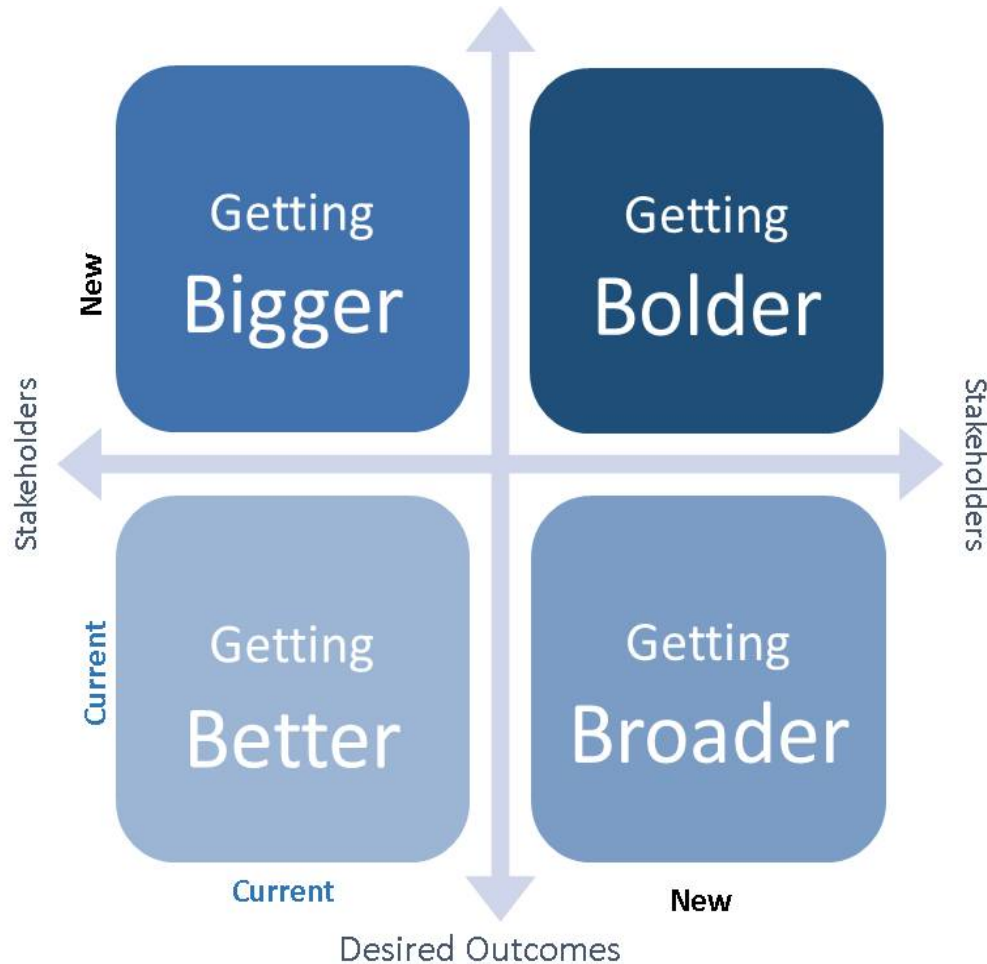 Getting
Bigger
Getting
Bolder
New
Stakeholders
Stakeholders
Getting
Better
Getting
Broader
Current
Current
New
Desired Outcomes